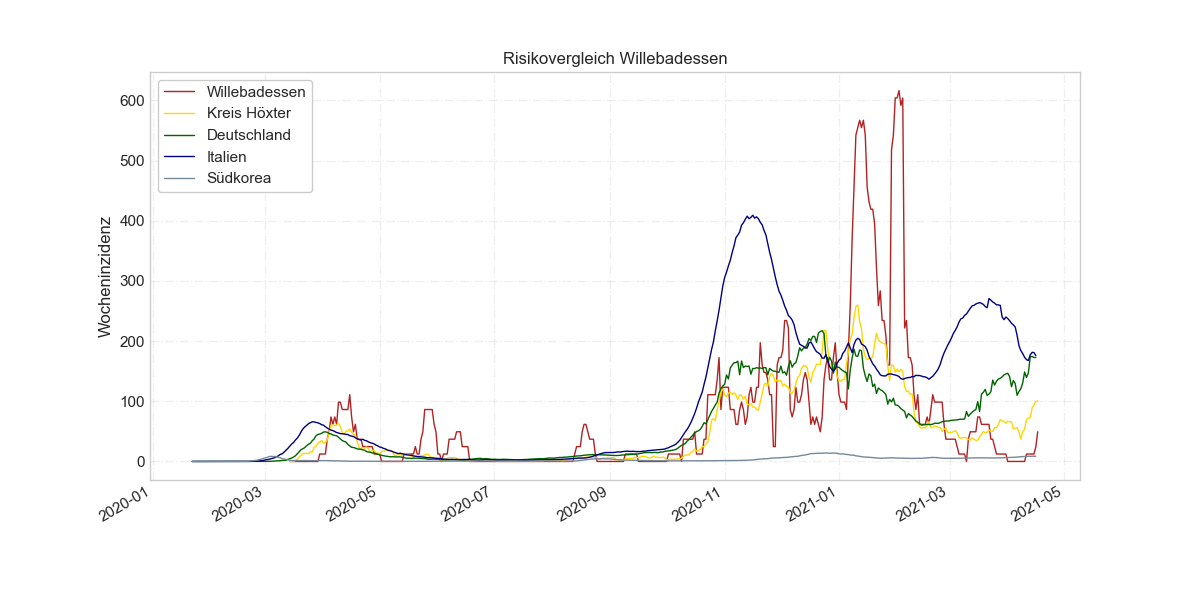 Risikovergleich Willebadessen
Willebadessen
Kreis Höxter
Deutschland
Italien
Südkorea
Wocheninzidenz
600
500
400
300
200
100
0
2020-01
2020-03
2020-05
2020-07
2020-09
2020-11
2021-01
2021-03
2021-05